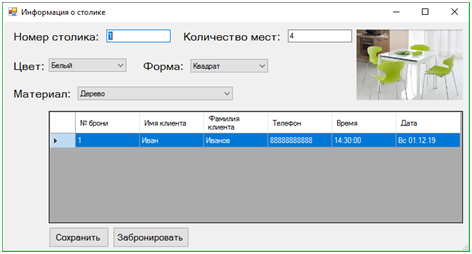 Информация о столике
Номер столика: 1 Количество мест: 4
Цвет: Белый Форма: Квадрат
Материал: Дерево
№ брони Имя клиента Фамилия клиента Телефон Время Дата
1 Иван Иванов 88888888888 14:30:00 Вс 01.12.19
Сохранить Забронировать